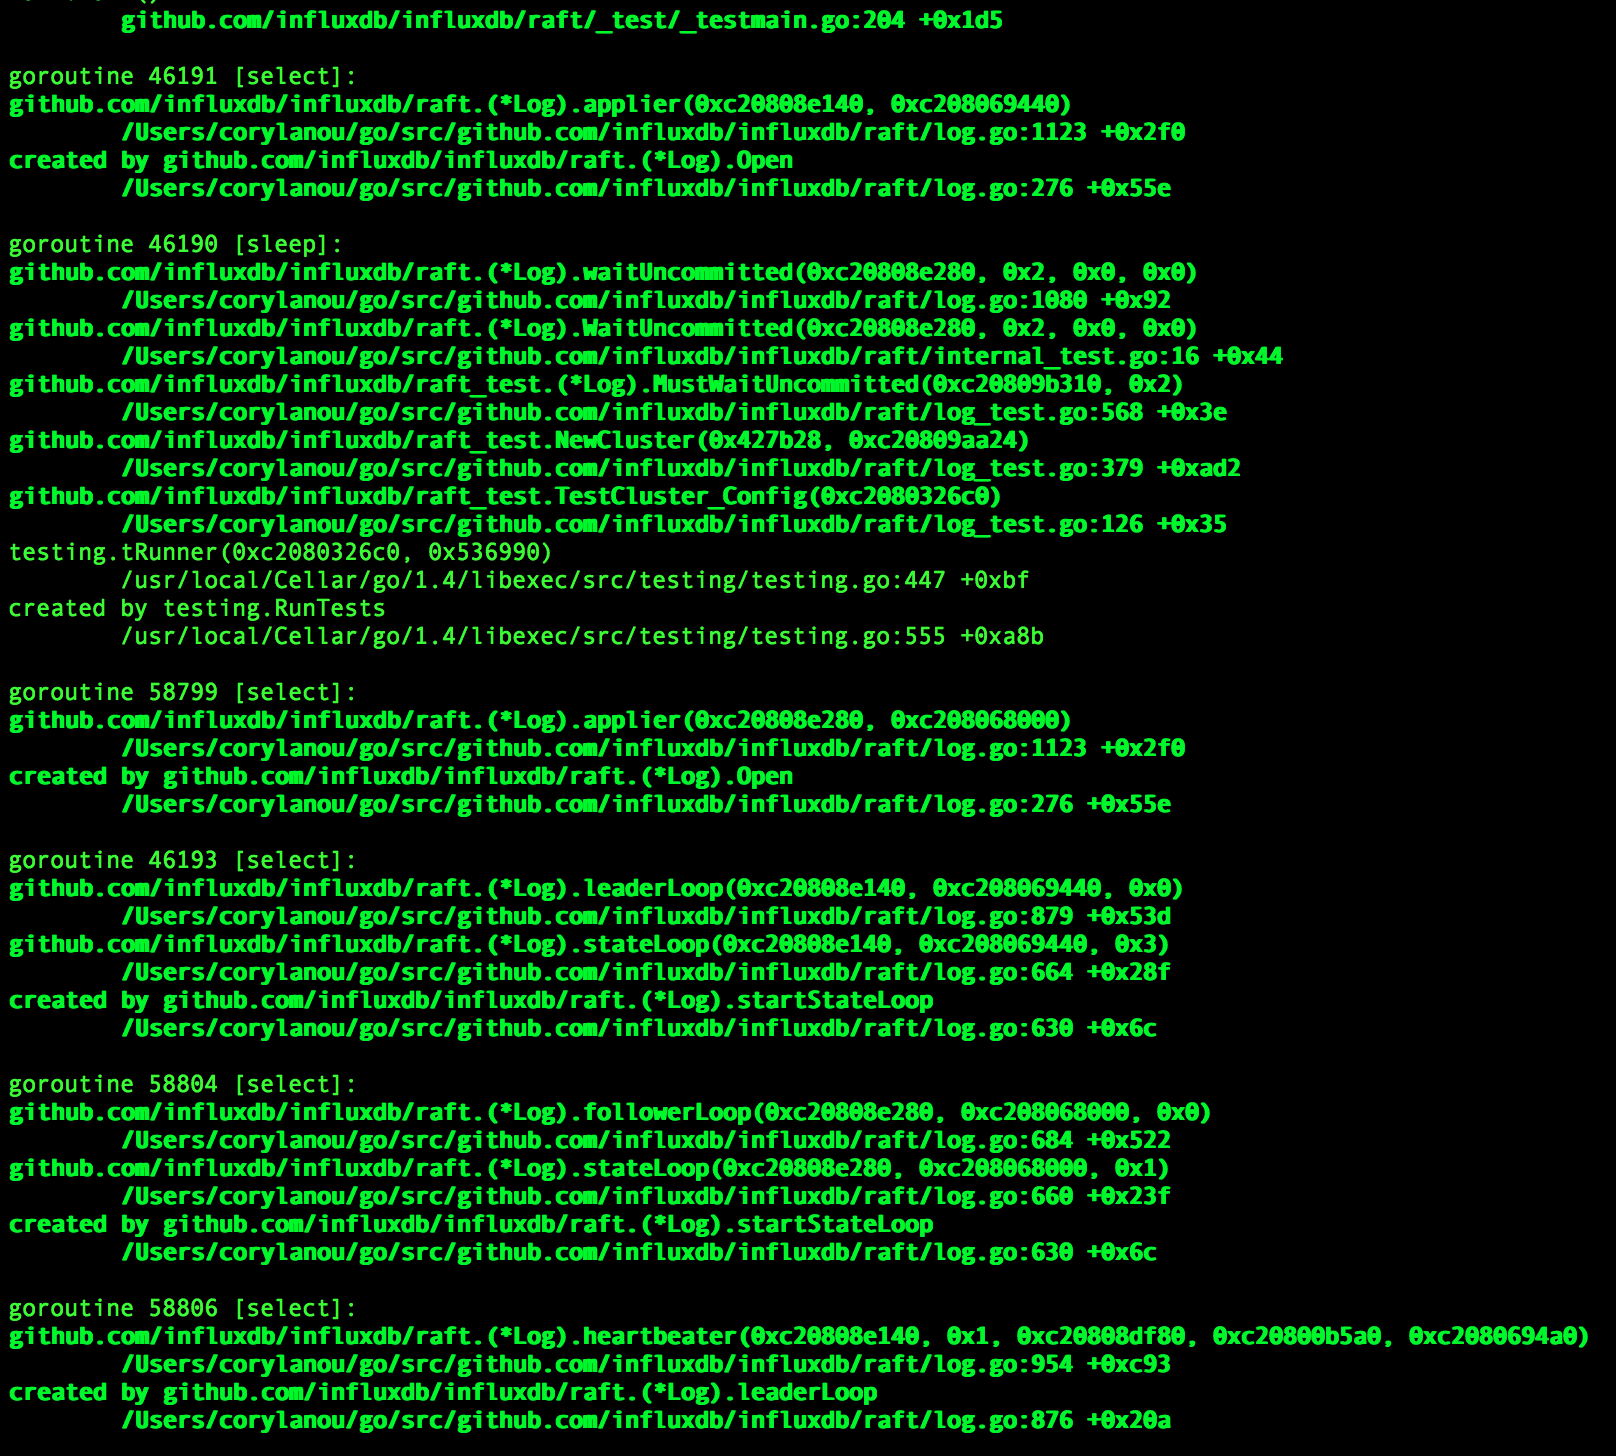 github.com/influxdb/influxdb/raft/_test/_testmain.go:204 +0x1d5
goroutine 46191 [select]:
github.com/influxdb/influxdb/raft.(*Log).applier(0xc20808e140, 0xc208069440)
/Users/corylanou/go/src/github.com/influxdb/influxdb/raft/log.go:1123 +0x2f0
created by github.com/influxdb/influxdb/raft.(*Log).Open
/Users/corylanou/go/src/github.com/influxdb/influxdb/raft/log.go:276 +0x55e
goroutine 46190 [sleep]:
github.com/influxdb/influxdb/raft.(*Log).waitUncommitted(0xc20808e280, 0x2, 0x0, 0x0)
/Users/corylanou/go/src/github.com/influxdb/influxdb/raft/log.go:1080 +0x92
github.com/influxdb/influxdb/raft.(*Log).WaitUncommitted(0xc20808e280, 0x2, 0x0, 0x0)
/Users/corylanou/go/src/github.com/influxdb/influxdb/raft/internal_test.go:16 +0x44
github.com/influxdb/influxdb/raft_test.(*Log).MustWaitUncommitted(0xc20809b310, 0x2)
/Users/corylanou/go/src/github.com/influxdb/influxdb/raft/log_test.go:568 +0x3e
github.com/influxdb/influxdb/raft_test.NewCluster(0x427b28, 0xc20809aa24)
/Users/corylanou/go/src/github.com/influxdb/influxdb/raft/log_test.go:379 +0xad2
github.com/influxdb/influxdb/raft_test.TestCluster_Config(0xc2080326c0)
/Users/corylanou/go/src/github.com/influxdb/influxdb/raft/log_test.go:126 +0x35
testing.tRunner(0xc2080326c0, 0x536990)
/usr/local/Cellar/go/1.4/libexec/src/testing/testing.go:447 +0xbf
created by testing.RunTests
/usr/local/Cellar/go/1.4/libexec/src/testing/testing.go:555 +0xa8b
goroutine 58799 [select]:
github.com/influxdb/influxdb/raft.(*Log).applier(0xc20808e280, 0xc208068000)
/Users/corylanou/go/src/github.com/influxdb/influxdb/raft/log.go:1123 +0x2f0
created by github.com/influxdb/influxdb/raft.(*Log).Open
/Users/corylanou/go/src/github.com/influxdb/influxdb/raft/log.go:276 +0x55e
goroutine 46193 [select]:
github.com/influxdb/influxdb/raft.(*Log).leaderLoop(0xc20808e140, 0xc208069440, 0x0)
/Users/corylanou/go/src/github.com/influxdb/influxdb/raft/log.go:879 +0x53d
github.com/influxdb/influxdb/raft.(*Log).stateLoop(0xc20808e140, 0xc208069440, 0x3)
/Users/corylanou/go/src/github.com/influxdb/influxdb/raft/log.go:664 +0x28f
created by github.com/influxdb/influxdb/raft.(*Log).startStateLoop
/Users/corylanou/go/src/github.com/influxdb/influxdb/raft/log.go:630 +0x6c
goroutine 58804 [select]:
github.com/influxdb/influxdb/raft.(*Log).followerLoop(0xc20808e280, 0xc208068000, 0x0)
/Users/corylanou/go/src/github.com/influxdb/influxdb/raft/log.go:684 +0x522
github.com/influxdb/influxdb/raft.(*Log).stateLoop(0xc20808e280, 0xc208068000, 0x1)
/Users/corylanou/go/src/github.com/influxdb/influxdb/raft/log.go:660 +0x23f
created by github.com/influxdb/influxdb/raft.(*Log).startStateLoop
/Users/corylanou/go/src/github.com/influxdb/influxdb/raft/log.go:630 +0x6c
goroutine 58806 [select]:
github.com/influxdb/influxdb/raft.(*Log).heartbeater(0xc20808e140, 0x1, 0xc20808df80, 0xc20800b5a0, 0xc2080694a0)
/Users/corylanou/go/src/github.com/influxdb/influxdb/raft/log.go:954 +0xc93
created by github.com/influxdb/influxdb/raft.(*Log).leaderLoop
/Users/corylanou/go/src/github.com/influxdb/influxdb/raft/log.go:876 +0x20a